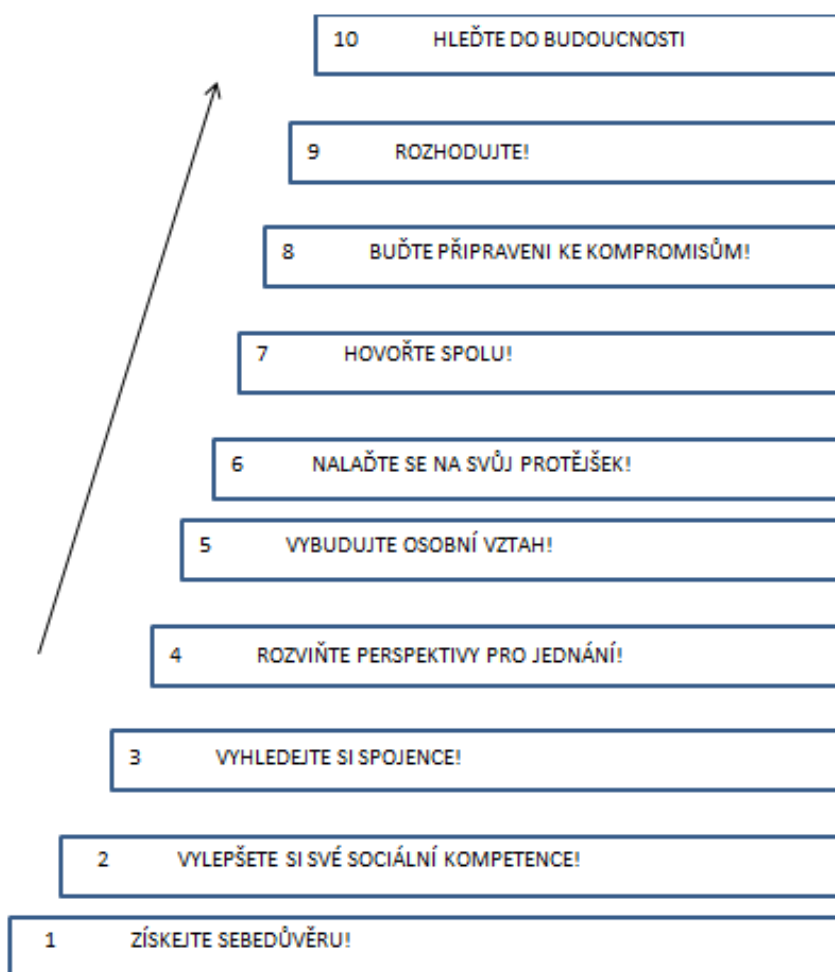 10 HLEĎTE DO BUDOUCNOSTI
9 ROZHODUJTE!
8 BUĎTE PŘIPRAVENI KE KOMPROMISŮM!
7 HOVOŘTE SPOLU!
6 NALAĎTE SE NA SVŮJ PROTĚJŠEK!
5 VYBUDUJTE OSOBNÍ VZTAH!
4 ROZVIŇTE PERSPEKTIVY PRO JEDNÁNÍ!
3 VYHLEDEJTE SI SPOJENCE!
2 VYLEPŠETE SI SVÉ SOCIÁLNÍ KOMPETENCE!
1 ZÍSKEJTE SEBEDŮVĚRU!